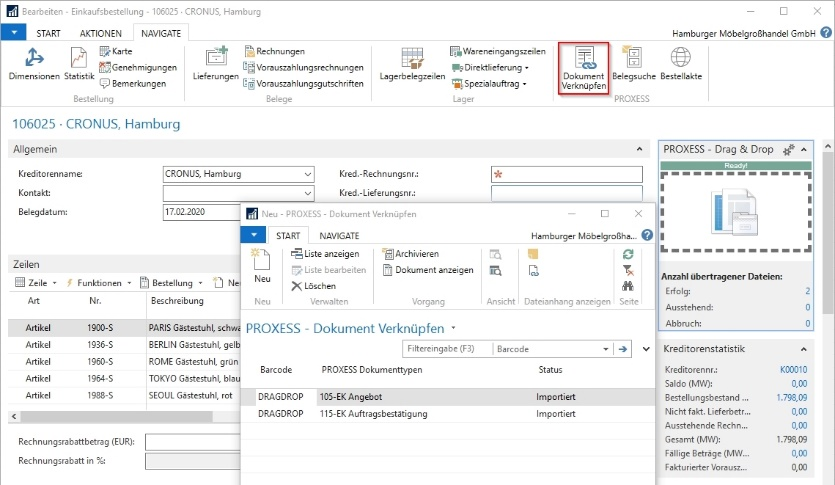 Bearbeiten - Einkaufsbestellung - 106025 · CRONUS, Hamburg
START AKTIONEN NAVIGATE Hamburger Möbelgroßhandel GmbH
Dimensionen
Statistik
Karte
Genehmigungen
Bemerkungen
Bestellung
Lieferungen
Rechnungen
Vorauszahlungsrechnungen
Vorauszahlungsgutschriften
Belege
Lagerbelegzeilen
Wareneingangszeilen
Direktlieferung
Spezialauftrag
Lager
Dokument
Verknüpfen
Belegsuche
Bestellakte
PROXESS
106025 · CRONUS, Hamburg
Allgemein
Kreditorenname: CRONUS, Hamburg
Kontakt:
Belegdatum: 17.02.2020
Kred.-Rechnungsnr.:
Kred.-Lieferungsnr.:
Zeilen
Zeile Funktionen Bestellung
Art Nr. Beschreibung
Artikel 1900-S PARIS Gästestuhl, schwa
Artikel 1936-S BERLIN Gästestuhl, gelb
Artikel 1960-S ROME Gästestuhl, grün
Artikel 1964-S TOKYO Gästestuhl, blau
Artikel 1988-S SEOUL Gästestuhl, rot
Rechnungsrabattbetrag (EUR):
Rechnungsrabatt in %:
Neu - PROXESS - Dokument Verknüpfen
START NAVIGATE Hamburger Möbelgroßha...
Neu
Neu
Liste anzeigen
Liste bearbeiten
Löschen
Verwalten
Archivieren
Dokument anzeigen
Vorgang
Ansicht
Dateianhang anzeigen
Seite
PROXESS - Dokument Verknüpfen
Filtereingabe (F3) Barcode
Barcode PROXESS Dokumenttypen Status
DRAGDROP 105-EK Angebot Importiert
DRAGDROP 115-EK Auftragsbestätigung Importiert
PROXESS - Drag & Drop
Ready!
Anzahl übertragener Dateien:
Erfolg: 2
Ausstehend: 0
Abbruch: 0
Kreditorenstatistik
Kreditorennr.: K00010
Saldo (MW): 0,00
Bestellungsbestand ... 1.798,09
Nicht fakt. Lieferbetr... 0,00
Ausstehende Rechn... 0,00
Gesamt (MW): 1.798,09
Fällige Beträge (MW... 0,00
Fakturierter Vorausz... 0,00